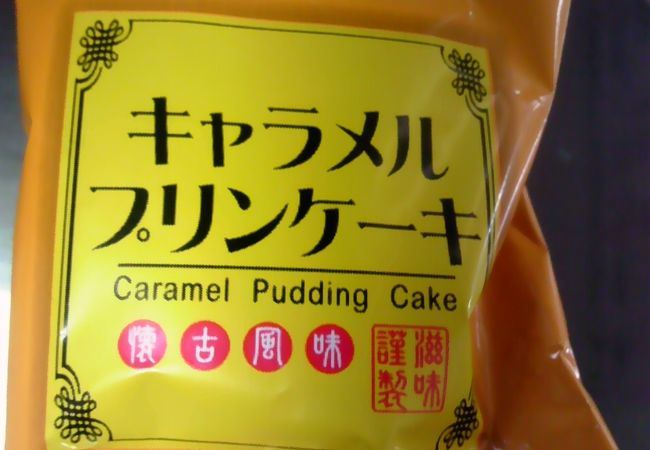 キャラメル
プリンケーキ
Caramel Pudding Cake
懐古風味
滋味
謹製